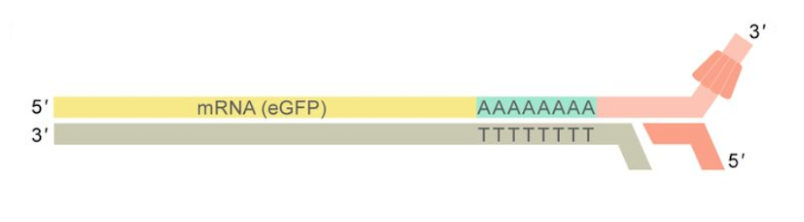 3′
5′ mRNA (eGFP) AAAAAAAA
3′ TTTTTTTT
5′